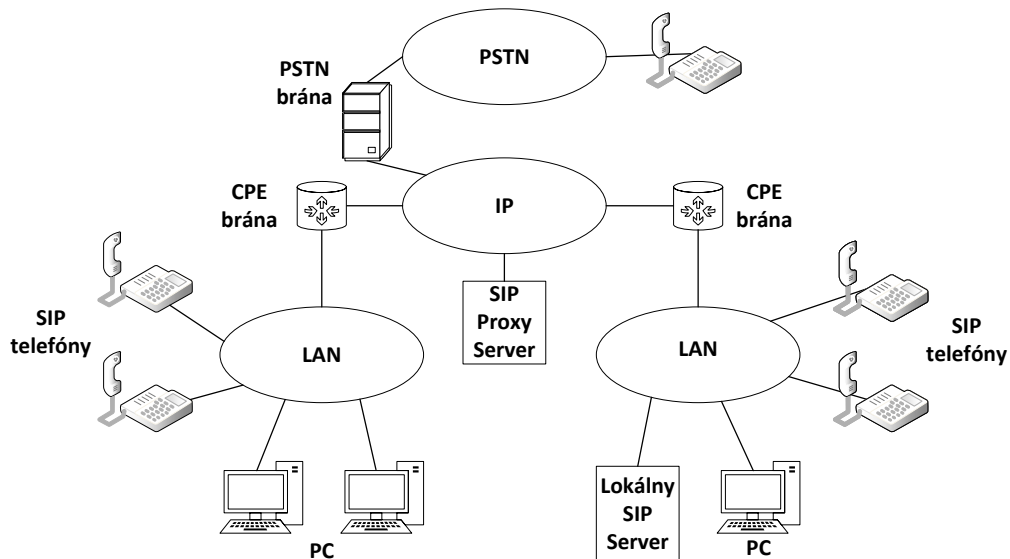 PSTN
PSTN
brána
CPE
brána
IP
CPE
brána
SIP
telefóny
LAN
SIP
Proxy
Server
LAN
SIP
telefóny
PC
Lokálny
SIP
Server
PC